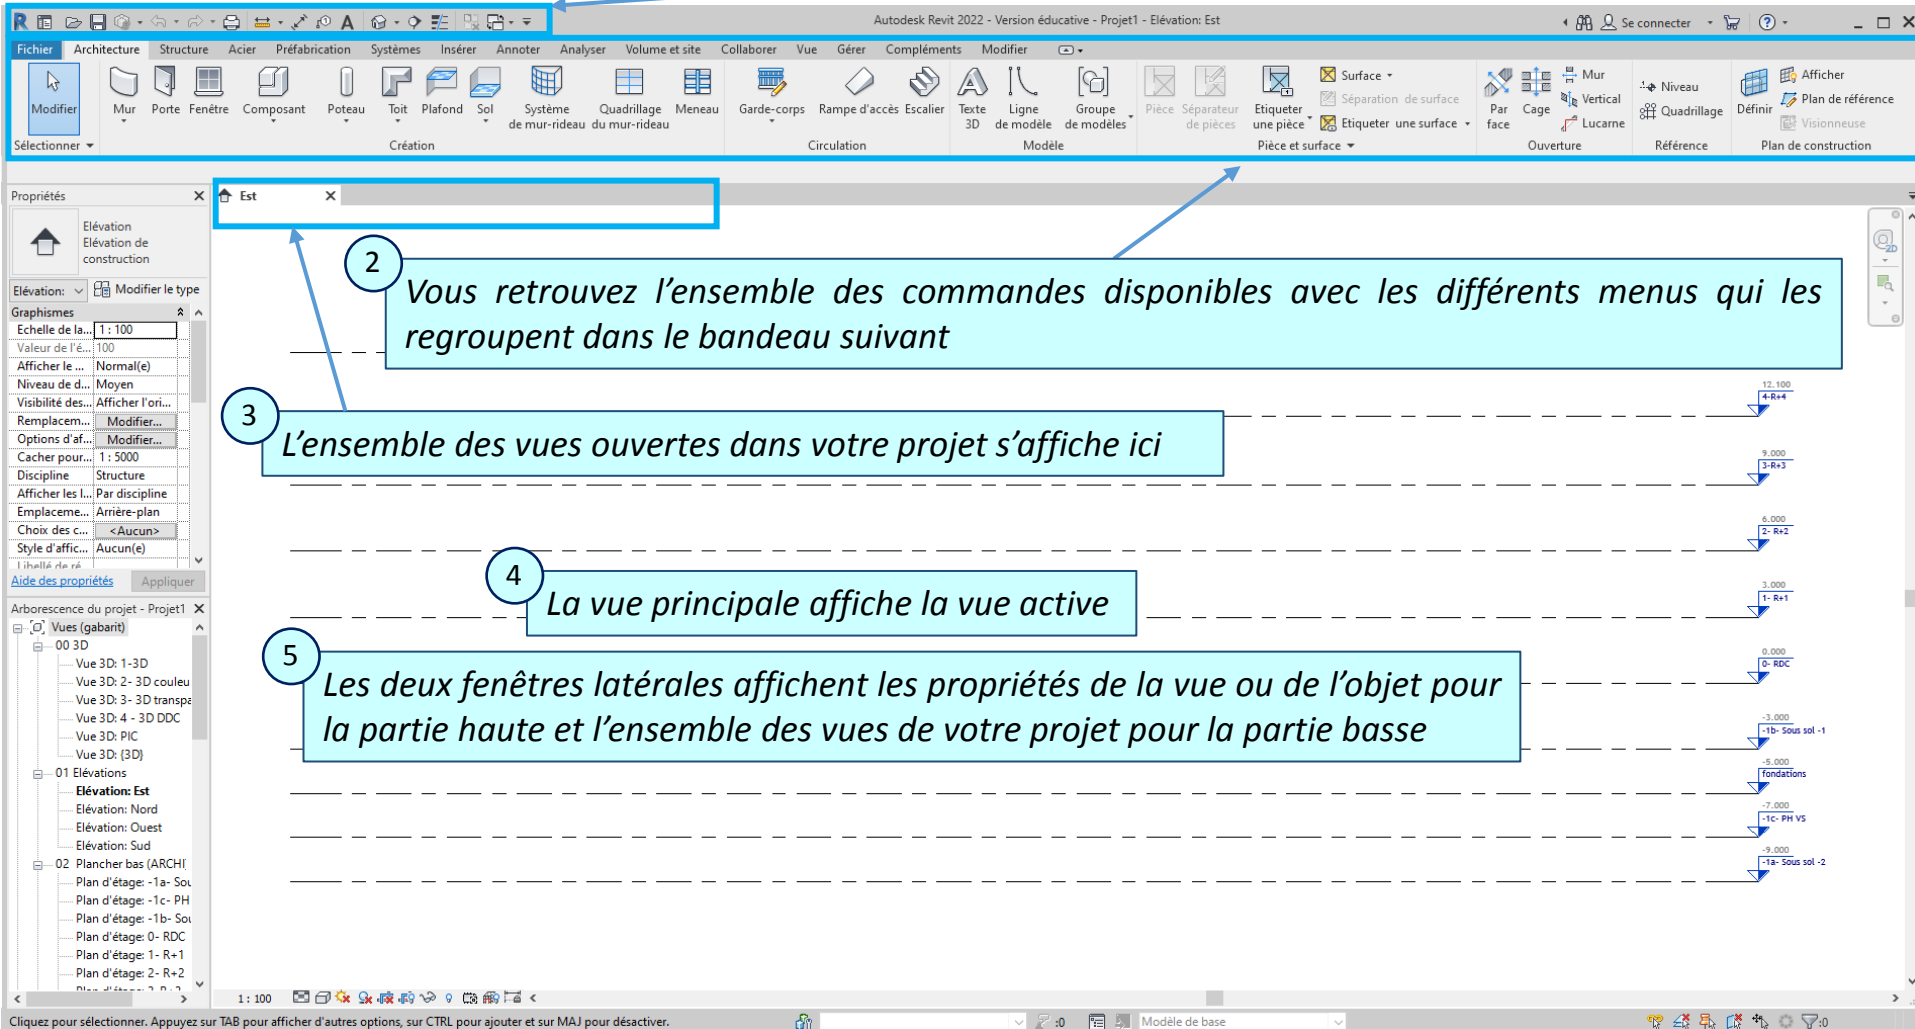 Autodesk Revit 2022 - Version éducative - Projet1 - Elévation: Est
Se connecter
Fichier Architecture Structure Acier Préfabrication Systèmes Insérer Annoter Analyser Volume et site Collaborer Vue Gérer Compléments Modifier
Modifier
Mur Porte Fenêtre Composant Poteau Toit Plafond Sol Système de mur-rideau Quadrillage du mur-rideau Meneau
Garde-corps Rampe d'accès Escalier
Texte 3D Ligne de modèle Groupe de modèles
Pièce Séparateur de pièces Etiqueter une pièce
Surface
Séparation de surface
Etiqueter une surface
Par face Cage
Mur
Vertical
Lucarne
Niveau
Quadrillage
Définir
Afficher
Plan de référence
Visionneuse
Sélectionner Création Circulation Modèle Pièce et surface Ouverture Référence Plan de construction
Propriétés
Est
Elévation
Elévation de
construction
Elévation:
Modifier le type
Graphismes
Echelle de la... 1 : 100
Valeur de l'é... 100
Afficher le ... Normal(e)
Niveau de d... Moyen
Visibilité des... Afficher l'ori...
Remplacem... Modifier...
Options d'af... Modifier...
Cacher pour... 1 : 5000
Discipline Structure
Afficher les l... Par discipline
Emplaceme... Arrière-plan
Choix des c... <Aucun>
Style d'affic... Aucun(e)
Aide des propriétés Appliquer
Arborescence du projet - Projet1
Vues (gabarit)
00 3D
Vue 3D: 1-3D
Vue 3D: 2- 3D couleu
Vue 3D: 3- 3D transpa
Vue 3D: 4 - 3D DDC
Vue 3D: PIC
Vue 3D: {3D}
01 Elévations
Elévation: Est
Elévation: Nord
Elévation: Ouest
Elévation: Sud
02 Plancher bas (ARCHI
Plan d'étage: -1a- Sou
Plan d'étage: -1c- PH
Plan d'étage: -1b- Sou
Plan d'étage: 0- RDC
Plan d'étage: 1- R+1
Plan d'étage: 2- R+2
2
Vous retrouvez l'ensemble des commandes disponibles avec les différents menus qui les
regroupent dans le bandeau suivant
3
L'ensemble des vues ouvertes dans votre projet s'affiche ici
4
La vue principale affiche la vue active
5
Les deux fenêtres latérales affichent les propriétés de la vue ou de l'objet pour
la partie haute et l'ensemble des vues de votre projet pour la partie basse
2D
12.100
4-R+4
9.000
3-R+3
6.000
2- R+2
3.000
1- R+1
0.000
0- RDC
-3.000
-1b- Sous sol -1
-5.000
fondations
-7.000
-1c- PH VS
-9.000
-1a- Sous sol -2
1 : 100
Cliquez pour sélectionner. Appuyez sur TAB pour afficher d'autres options, sur CTRL pour ajouter et sur MAJ pour désactiver.
:0
Modèle de base
:0